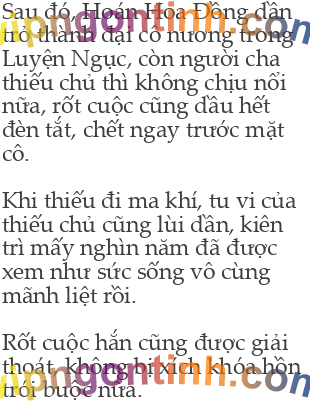 Sau đó, Hoán Hóa Đồng dần
trở thành đại cô nương trong
Luyện Ngục, còn người cha
thiếu chủ thì không chịu nổi
nữa, rốt cuộc cũng dầu hết
đèn tắt, chết ngay trước mặt
cô.
Khi thiếu đi ma khí, tu vi của
thiếu chủ cũng lùi dần, kiên
trì mấy nghìn năm đã được
xem như sức sống vô cùng
mãnh liệt rồi.
Rốt cuộc hắn cũng được giải
thoát, không bị xích khóa hồn
trói buộc nữa.
vipngontinh.com
vipngontinh.com